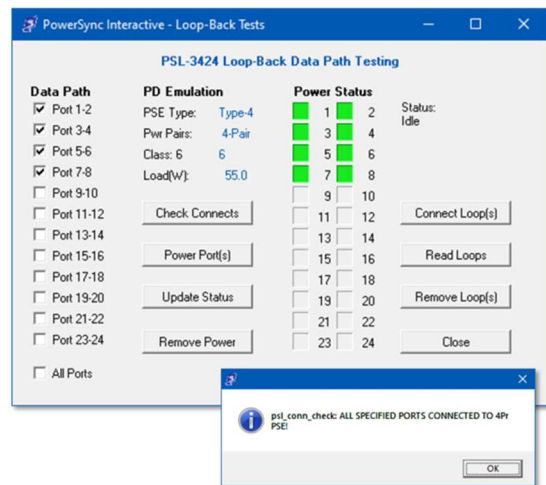 PowerSync Interactive - Loop-Back Tests
PSL-3424 Loop-Back Data Path Testing
Data Path
Port 1-2
Port 3-4
Port 5-6
Port 7-8
Port 9-10
Port 11-12
Port 13-14
Port 15-16
Port 17-18
Port 19-20
Port 21-22
Port 23-24
All Ports
PD Emulation
PSE Type: Type-4
Pwr Pairs: 4-Pair
Class: 6 6
Load(W): 55.0
Check Connects
Power Port(s)
Update Status
Remove Power
Power Status
1 2
3 4
5 6
7 8
9 10
11 12
13 14
15 16
17 18
19 20
21 22
23 24
Status:
Idle
Connect Loop(s)
Read Loops
Remove Loop(s)
Close
psl_conn_check: ALL SPECIFIED PORTS CONNECTED TO 4Pr
PSE!
OK